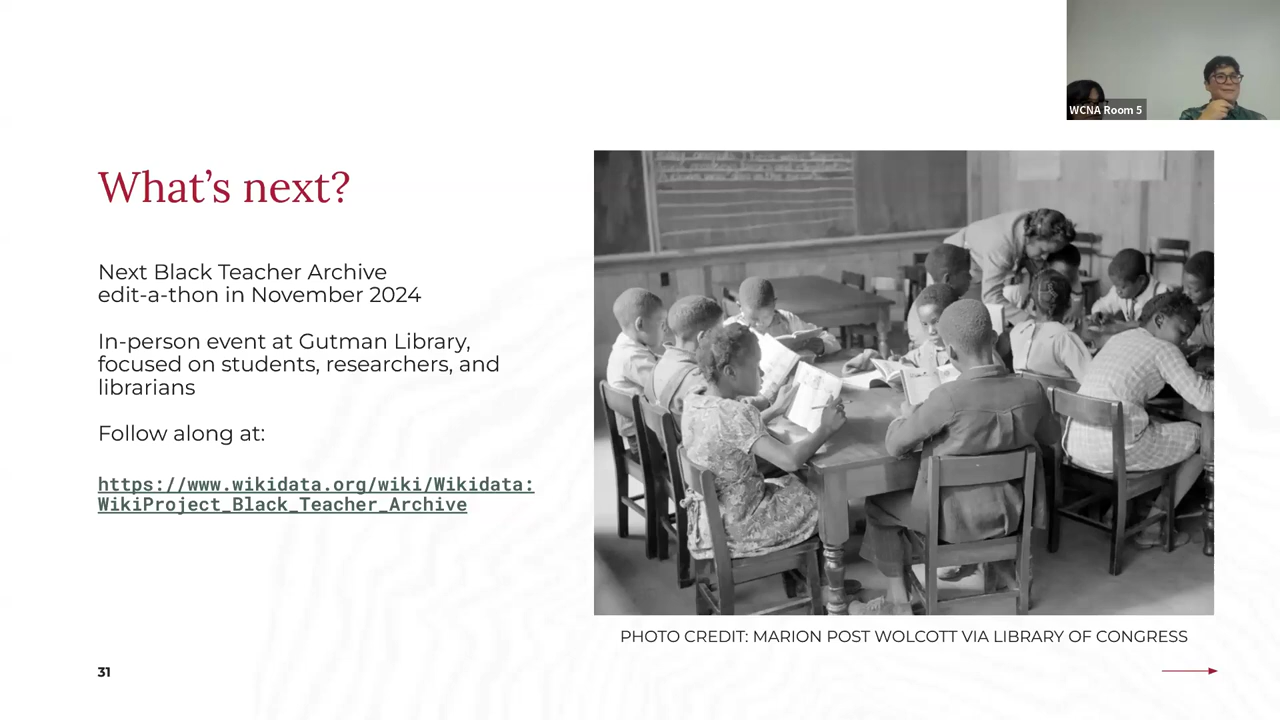 WCNA Room 5
What’s next?
Next Black Teacher Archive
edit-a-thon in November 2024
In-person event at Gutman Library,
focused on students, researchers, and
librarians
Follow along at:
https://www.wikidata.org/wiki/Wikidata:
WikiProject_Black_Teacher_Archive
PHOTO CREDIT: MARION POST WOLCOTT VIA LIBRARY OF CONGRESS
31